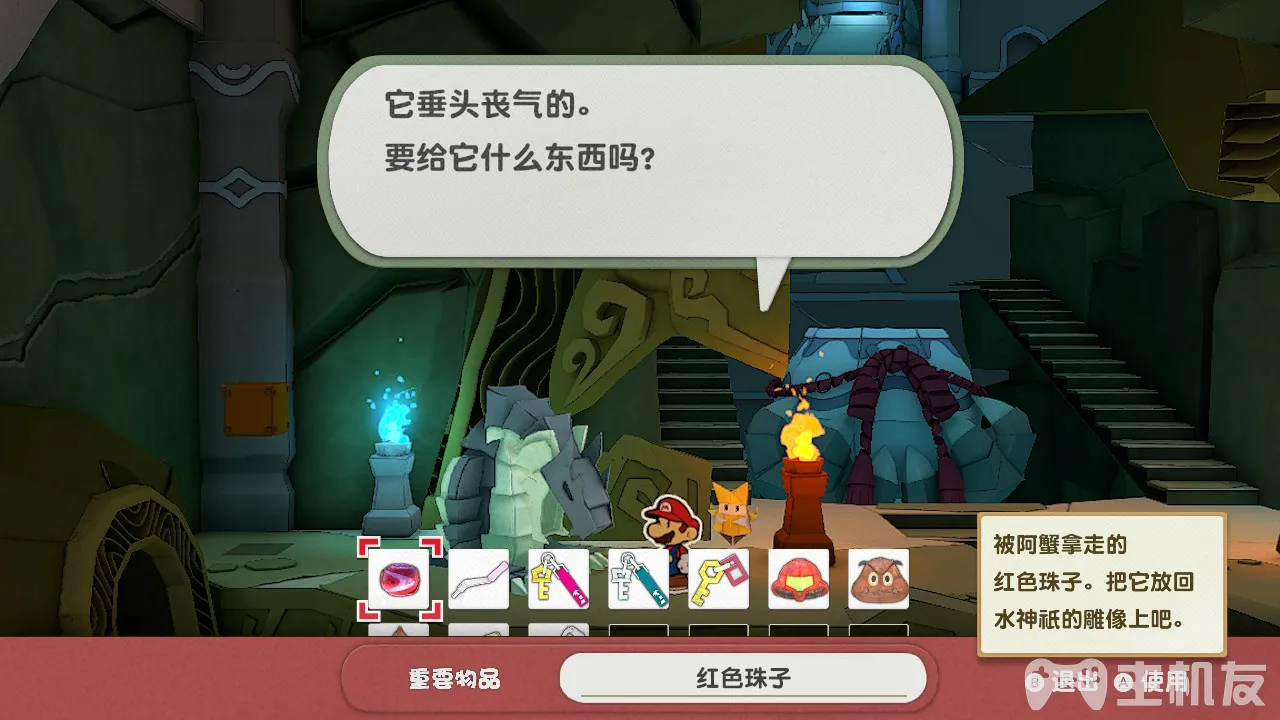 它垂头丧气的。
要给它什么东西吗?
被阿蟹拿走的
红色珠子。把它放回
水神祇的雕像上吧。
重要物品
红色珠子
B 退出 A 使用
主机友